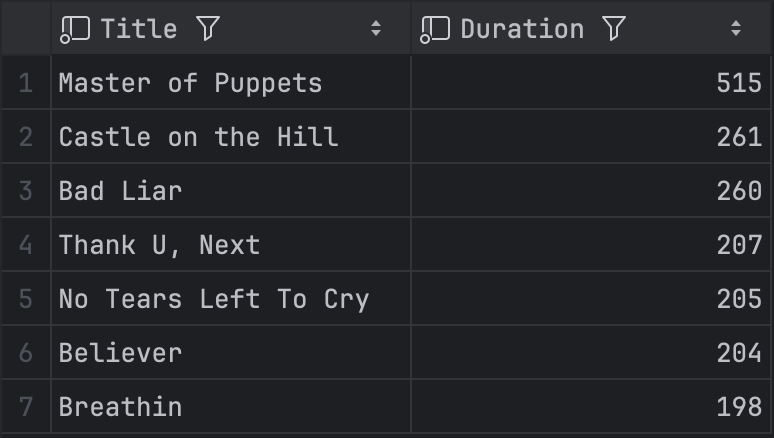 Title Duration
1 Master of Puppets 515
2 Castle on the Hill 261
3 Bad Liar 260
4 Thank U, Next 207
5 No Tears Left To Cry 205
6 Believer 204
7 Breathin 198